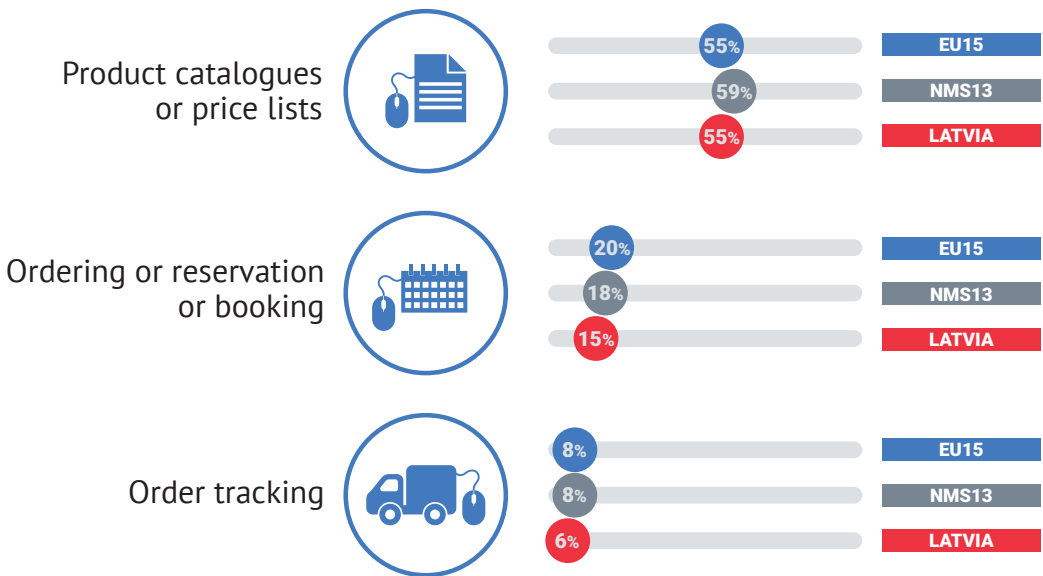 Product catalogues
or price lists
55%
EU15
59%
NMS13
55%
LATVIA
Ordering or reservation
or booking
20%
EU15
18%
NMS13
15%
LATVIA
Order tracking
8%
EU15
8%
NMS13
6%
LATVIA